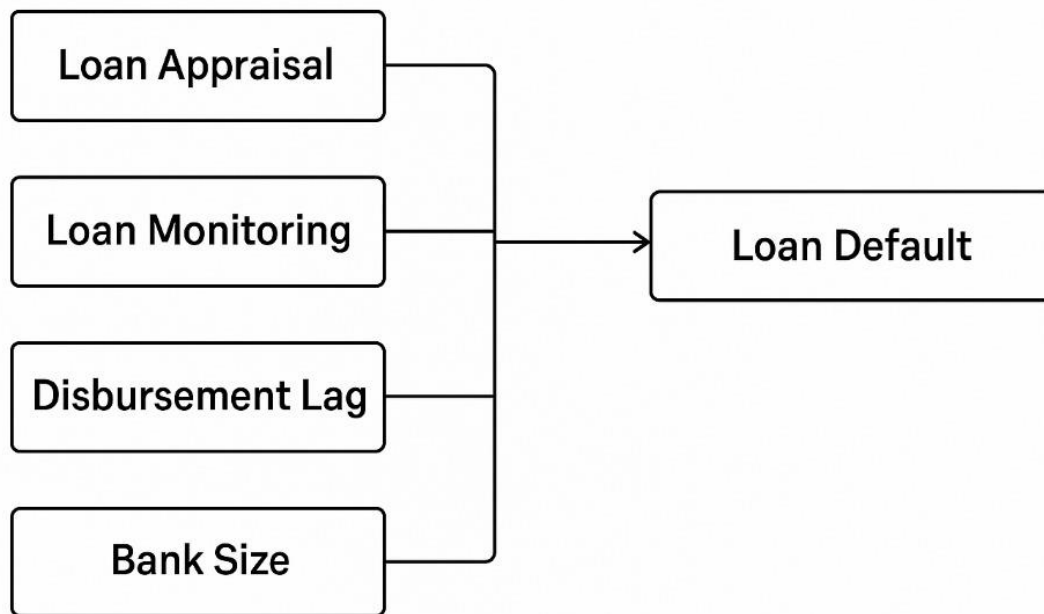 Loan Appraisal
Loan Monitoring
Disbursement Lag
Bank Size
Loan Default